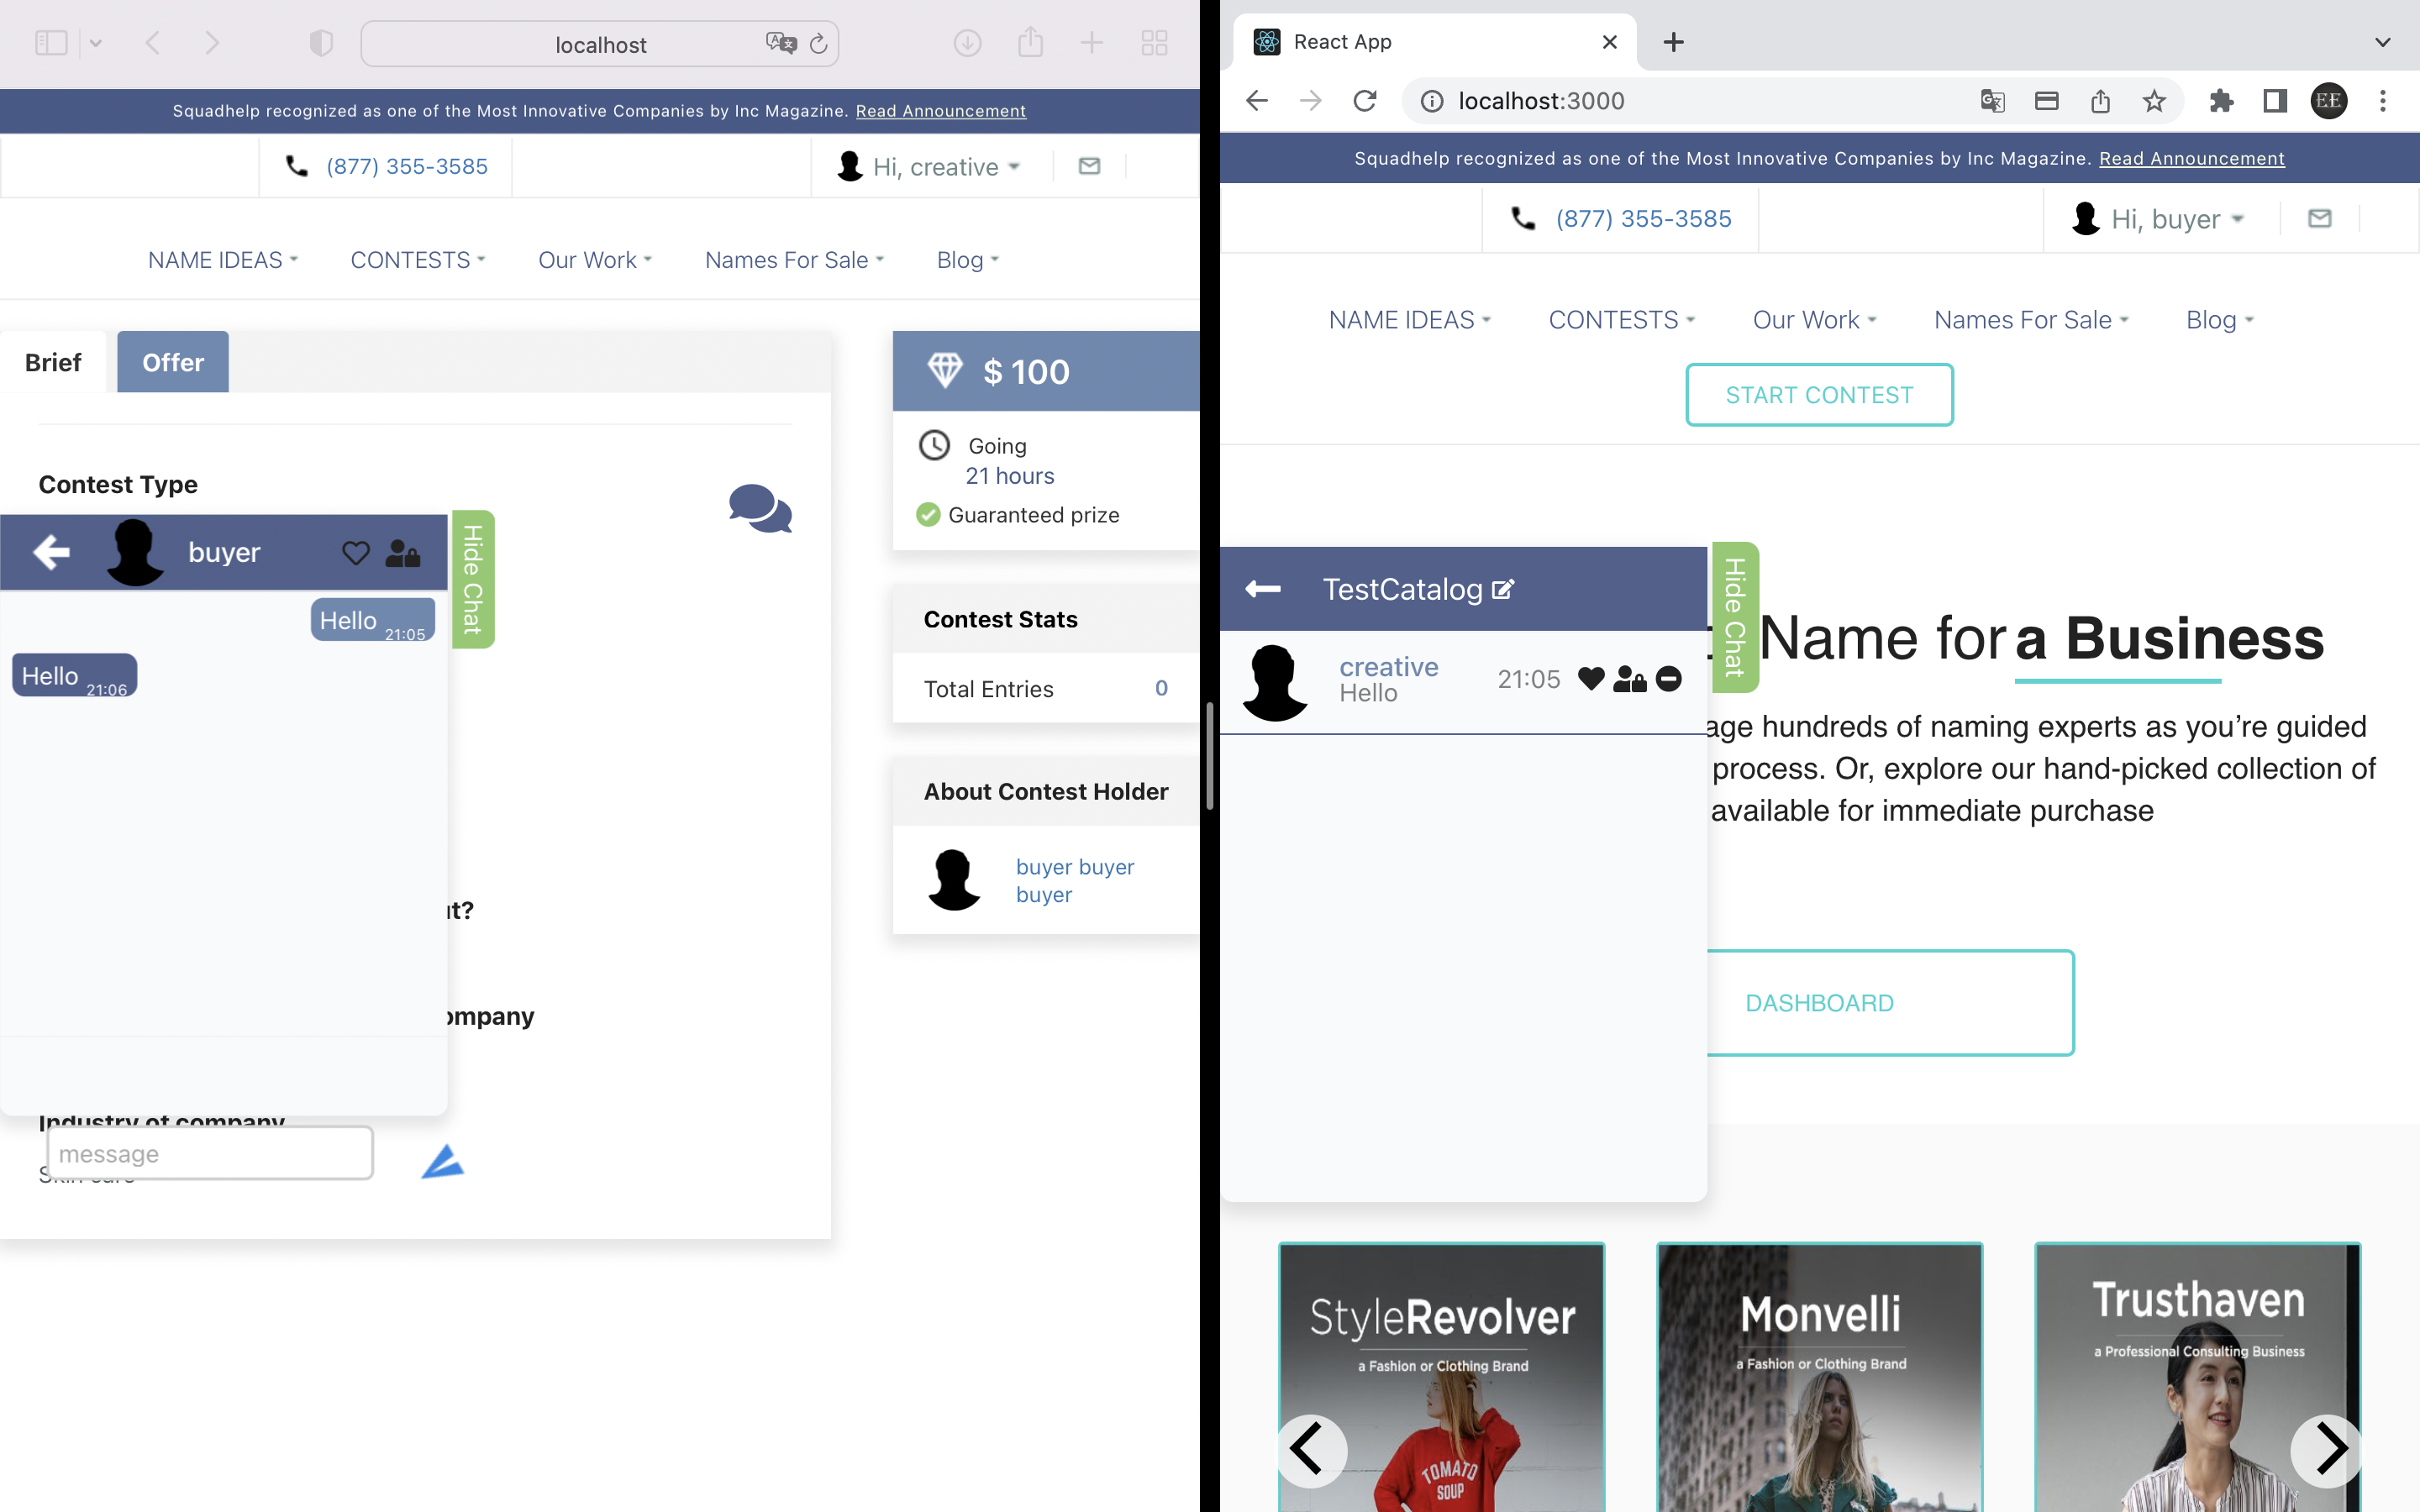 localhost
Squadhelp recognized as one of the Most Innovative Companies by Inc Magazine. Read Announcement
(877) 355-3585
Hi, creative
NAME IDEAS CONTESTS Our Work Names For Sale Blog
Brief Offer
Contest Type
buyer
Hide Chat
Hello 21:05
Hello 21:06
ut?
ompany
Industry of company
message
Skin care
$ 100
Going
21 hours
Guaranteed prize
Contest Stats
Total Entries 0
About Contest Holder
buyer buyer
buyer
React App
localhost:3000
EE
Squadhelp recognized as one of the Most Innovative Companies by Inc Magazine. Read Announcement
(877) 355-3585
Hi, buyer
NAME IDEAS CONTESTS Our Work Names For Sale Blog
START CONTEST
TestCatalog
Hide Chat
creative
Hello
21:05
Name for a Business
age hundreds of naming experts as you’re guided
process. Or, explore our hand-picked collection of
available for immediate purchase
DASHBOARD
StyleRevolver
a Fashion or Clothing Brand
TOMATO
SOUP
Monvelli
a Fashion or Clothing Brand
Trusthaven
a Professional Consulting Business